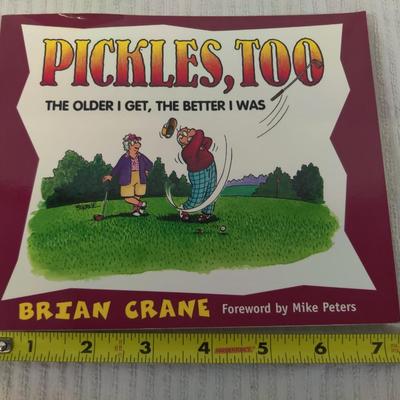 PICKLES, TOO
THE OLDER I GET, THE BETTER I WAS
BRIAN CRANE Foreword by Mike Peters
1 2 3 4 5 6 7